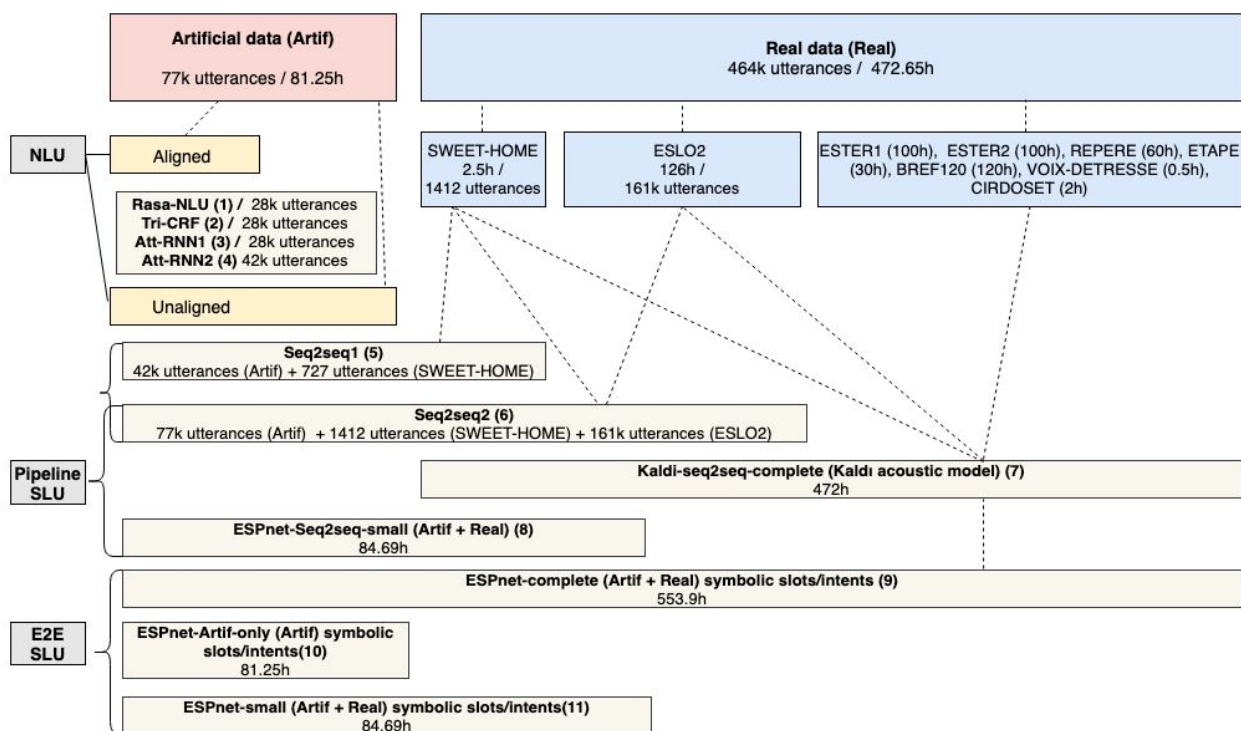 Artificial data (Artif)
77k utterances / 81.25h
Real data (Real)
464k utterances / 472.65h
NLU
Aligned
SWEET-HOME
2.5h /
1412 utterances
ESLO2
126h /
161k utterances
ESTER1 (100h), ESTER2 (100h), REPERE (60h), ETAPE
(30h), BREF120 (120h), VOIX-DETRESSE (0.5h),
CIRDOSET (2h)
Rasa-NLU (1) / 28k utterances
Tri-CRF (2) / 28k utterances
Att-RNN1 (3) / 28k utterances
Att-RNN2 (4) 42k utterances
Unaligned
Seq2seq1 (5)
42k utterances (Artif) + 727 utterances (SWEET-HOME)
Seq2seq2 (6)
77k utterances (Artif) + 1412 utterances (SWEET-HOME) + 161k utterances (ESLO2)
Pipeline
SLU
Kaldi-seq2seq-complete (Kaldı acoustic model) (7)
472h
ESPnet-Seq2seq-small (Artif + Real) (8)
84.69h
ESPnet-complete (Artif + Real) symbolic slots/intents (9)
553.9h
E2E
SLU
ESPnet-Artif-only (Artif) symbolic
slots/intents(10)
81.25h
ESPnet-small (Artif + Real) symbolic slots/intents(11)
84.69h